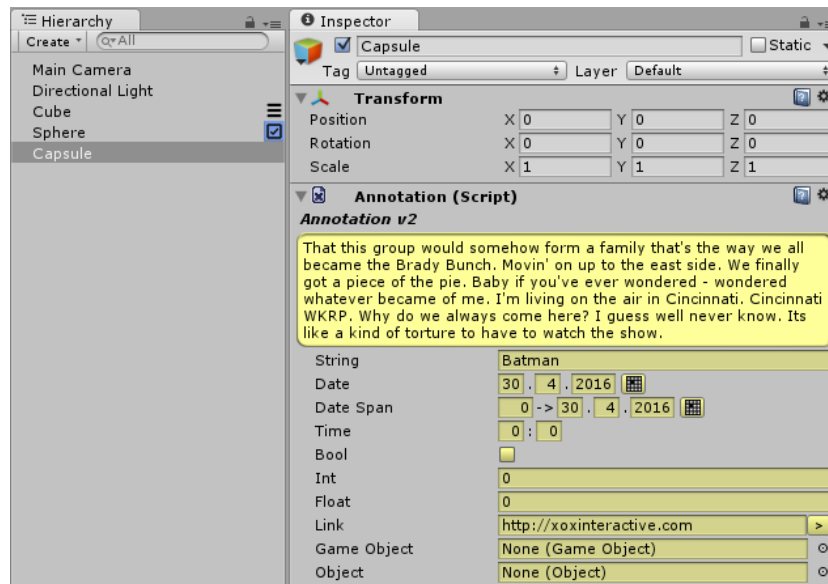 Hierarchy
Create
All
Main Camera
Directional Light
Cube
Sphere
Capsule
Inspector
Capsule
Static
Tag Untagged Layer Default
Transform
Position X 0 Y 0 Z 0
Rotation X 0 Y 0 Z 0
Scale X 1 Y 1 Z 1
Annotation (Script)
Annotation v2
That this group would somehow form a family that's the way we all
became the Brady Bunch. Movin' on up to the east side. We finally
got a piece of the pie. Baby if you've ever wondered - wondered
whatever became of me. I'm living on the air in Cincinnati. Cincinnati
WKRP. Why do we always come here? I guess well never know. Its
like a kind of torture to have to watch the show.
String Batman
Date 30 . 4 . 2016
Date Span 0 -> 30 . 4 . 2016
Time 0 : 0
Bool
Int 0
Float 0
Link http://xoxinteractive.com >
Game Object None (Game Object)
Object None (Object)